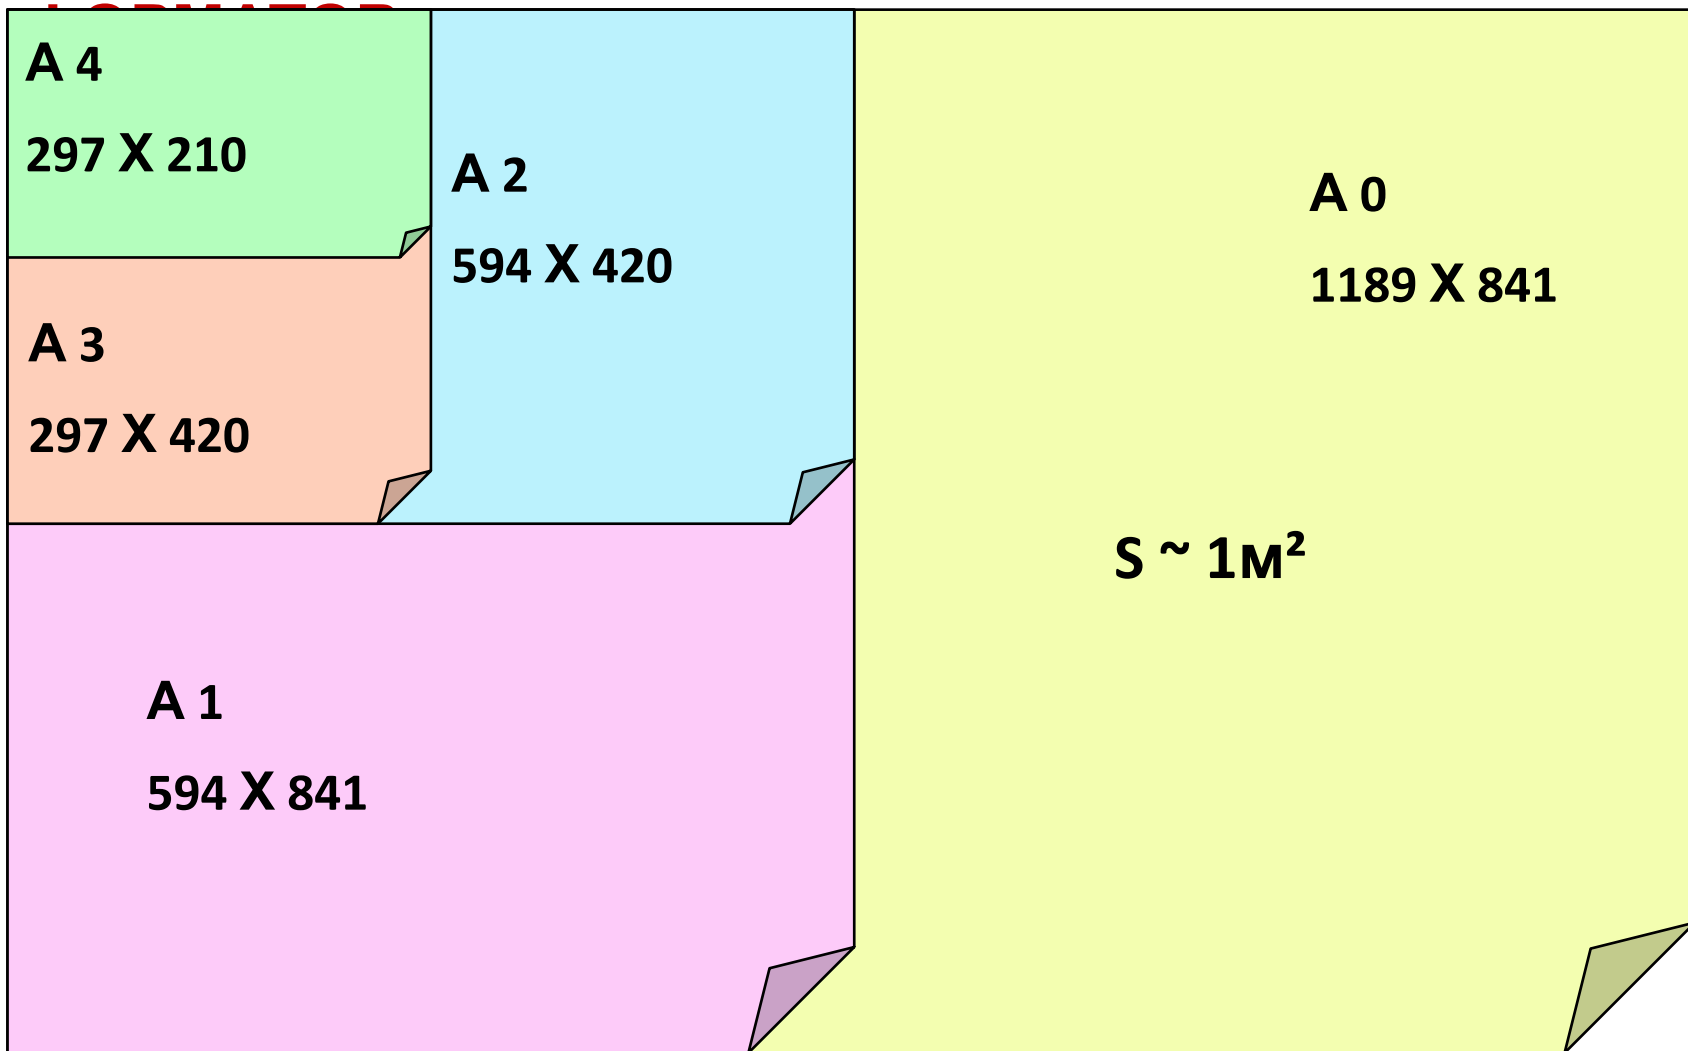 А 4
297 Х 210
А 2
594 Х 420
А 0
1189 Х 841
А 3
297 Х 420
S ~ 1м²
А 1
594 Х 841